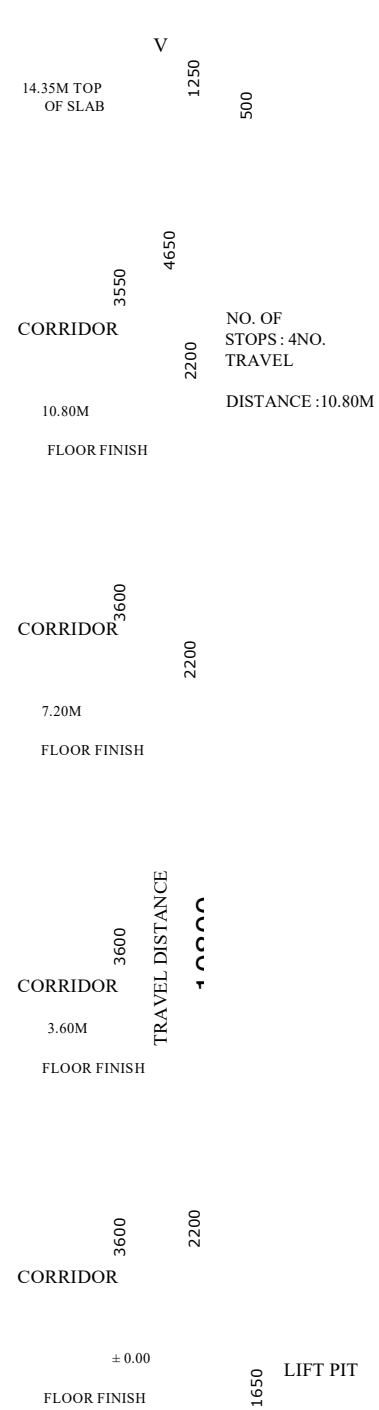 V
1250
14.35M TOP
OF SLAB
500
4650
3550
NO. OF
CORRIDOR
STOPS : 4NO.
2200
TRAVEL
DISTANCE :10.80M
10.80M
FLOOR FINISH
3600
CORRIDOR
2200
7.20M
FLOOR FINISH
TRAVEL DISTANCE
3600
CORRIDOR
3.60M
FLOOR FINISH
3600
2200
CORRIDOR
± 0.00
LIFT PIT
1650
FLOOR FINISH